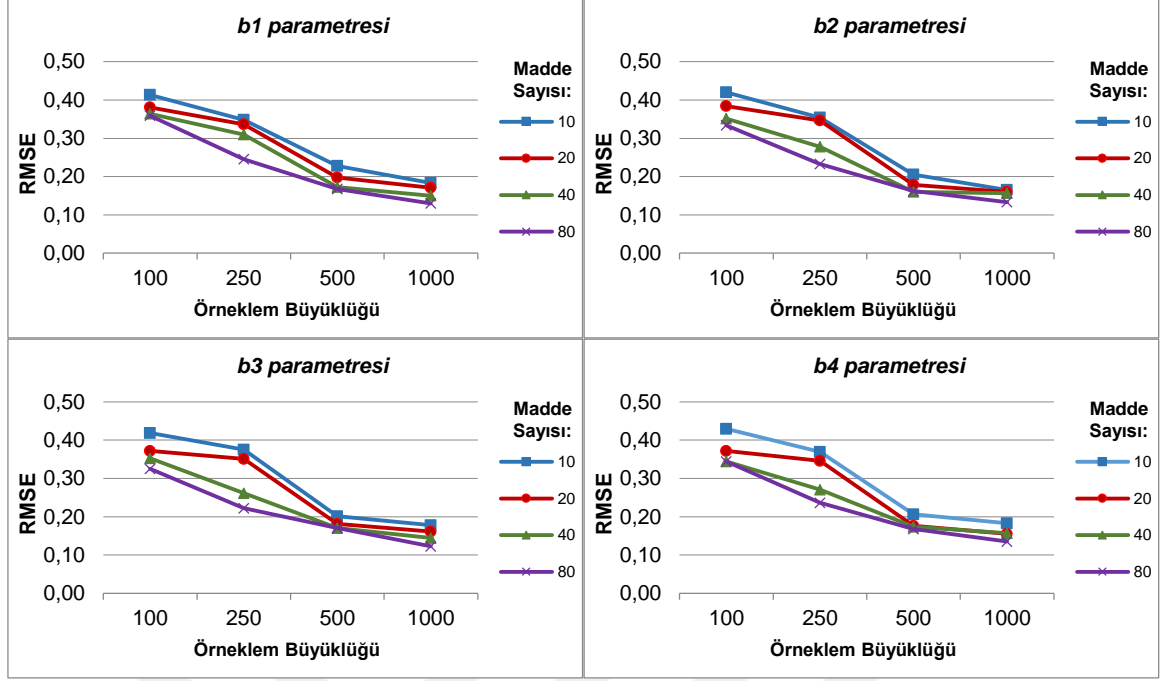 b1 parametresi
0,50
0,40
0,30
0,20
0,10
0,00
RMSE
100 250 500 1000
Örneklem Büyüklüğü
Madde
Sayısı:
10
20
40
80
b2 parametresi
0,50
0,40
0,30
0,20
0,10
0,00
RMSE
100 250 500 1000
Örneklem Büyüklüğü
Madde
Sayısı:
10
20
40
80
b3 parametresi
0,50
0,40
0,30
0,20
0,10
0,00
RMSE
100 250 500 1000
Örneklem Büyüklüğü
Madde
Sayısı:
10
20
40
80
b4 parametresi
0,50
0,40
0,30
0,20
0,10
0,00
RMSE
100 250 500 1000
Örneklem Büyüklüğü
Madde
Sayısı:
10
20
40
80